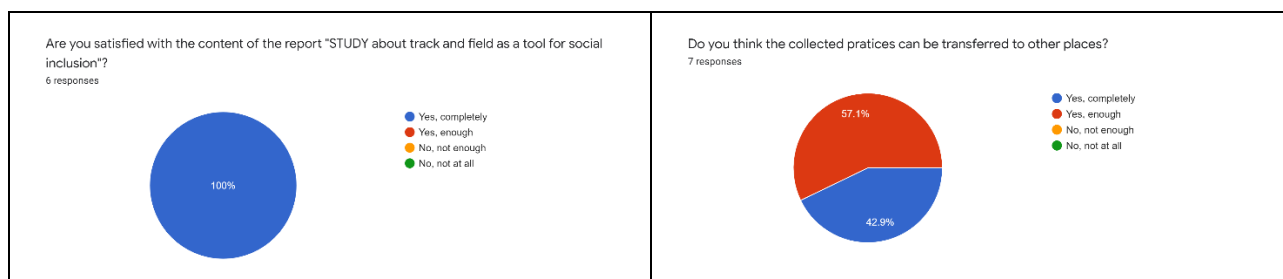 Are you satisfied with the content of the report "STUDY about track and field as a tool for social
inclusion"?
6 responses
Yes, completely
Yes, enough
No, not enough
No, not at all
100%
Do you think the collected pratices can be transferred to other places?
7 responses
Yes, completely
Yes, enough
No, not enough
No, not at all
57.1%
42.9%